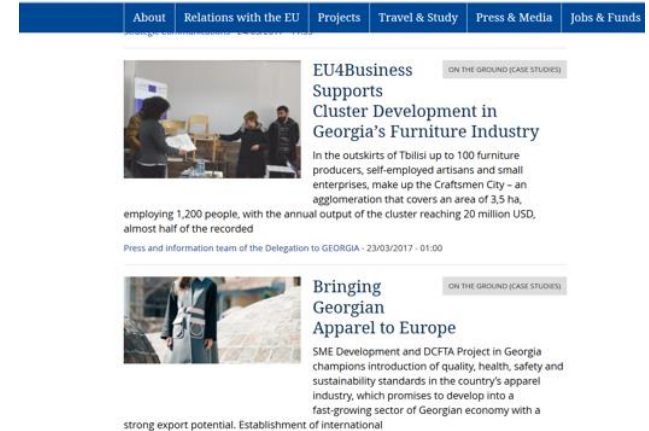 About Relations with the EU Projects Travel & Study Press & Media Jobs & Funds
EU4Business
ON THE GROUND (CASE STUDIES)
Supports
Cluster Development in
Georgia’s Furniture Industry
In the outskirts of Tbilisi up to 100 furniture
producers, self-employed artisans and small
enterprises, make up the Craftsmen City – an
agglomeration that covers an area of 3,5 ha,
employing 1,200 people, with the annual output of the cluster reaching 20 million USD,
almost half of the recorded
Press and information team of the Delegation to GEORGIA - 23/03/2017 - 01:00
Bringing
ON THE GROUND (CASE STUDIES)
Georgian
Apparel to Europe
SME Development and DCFTA Project in Georgia
champions introduction of quality, health, safety and
sustainability standards in the country’s apparel
industry, which promises to develop into a
fast-growing sector of Georgian economy with a
strong export potential. Establishment of international